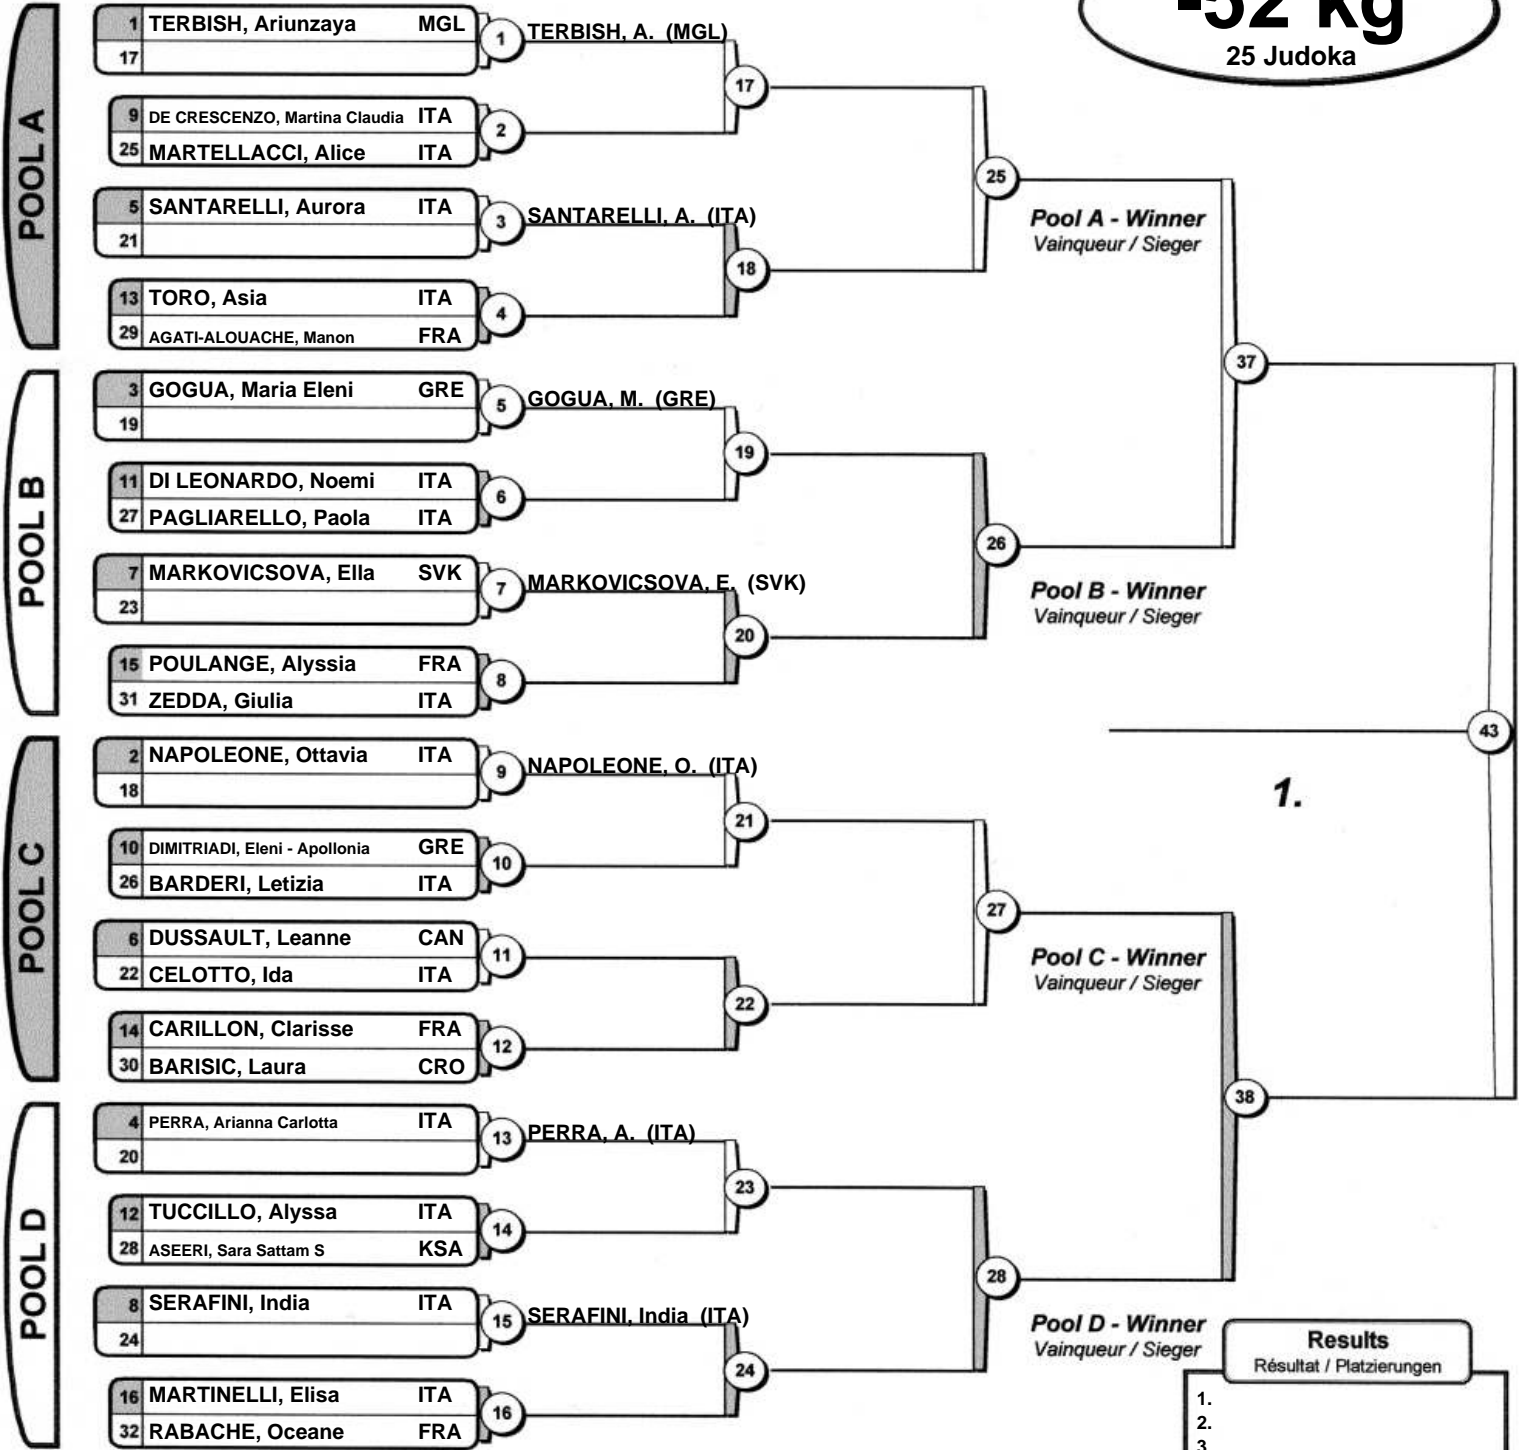 -52 kg
25 Judoka
POOL A
1 TERBISH, Ariunzaya MGL
17
1
TERBISH, A. (MGL)
17
9 DE CRESCENZO, Martina Claudia ITA
25 MARTELLACCI, Alice ITA
2
25
5 SANTARELLI, Aurora ITA
21
3
SANTARELLI, A. (ITA)
18
Pool A - Winner
Vainqueur / Sieger
13 TORO, Asia ITA
29 AGATI-ALOUACHE, Manon FRA
4
37
POOL B
3 GOGUA, Maria Eleni GRE
19
5
GOGUA, M. (GRE)
19
11 DI LEONARDO, Noemi ITA
27 PAGLIARELLO, Paola ITA
6
26
7 MARKOVICSOVA, Ella SVK
23
7
MARKOVICSOVA, E. (SVK)
20
Pool B - Winner
Vainqueur / Sieger
15 POULANGE, Alyssia FRA
31 ZEDDA, Giulia ITA
8
43
1.
POOL C
2 NAPOLEONE, Ottavia ITA
18
9
NAPOLEONE, O. (ITA)
21
10 DIMITRIADI, Eleni - Apollonia GRE
26 BARDERI, Letizia ITA
10
27
6 DUSSAULT, Leanne CAN
22 CELOTTO, Ida ITA
11
22
Pool C - Winner
Vainqueur / Sieger
14 CARILLON, Clarisse FRA
30 BARISIC, Laura CRO
12
38
POOL D
4 PERRA, Arianna Carlotta ITA
20
13
PERRA, A. (ITA)
23
12 TUCCILLO, Alyssa ITA
28 ASEERI, Sara Sattam S KSA
14
28
8 SERAFINI, India ITA
24
15
SERAFINI, India (ITA)
24
Pool D - Winner
Vainqueur / Sieger
16 MARTINELLI, Elisa ITA
32 RABACHE, Oceane FRA
16
Results
Résultat / Platzierungen
1.
2.
3